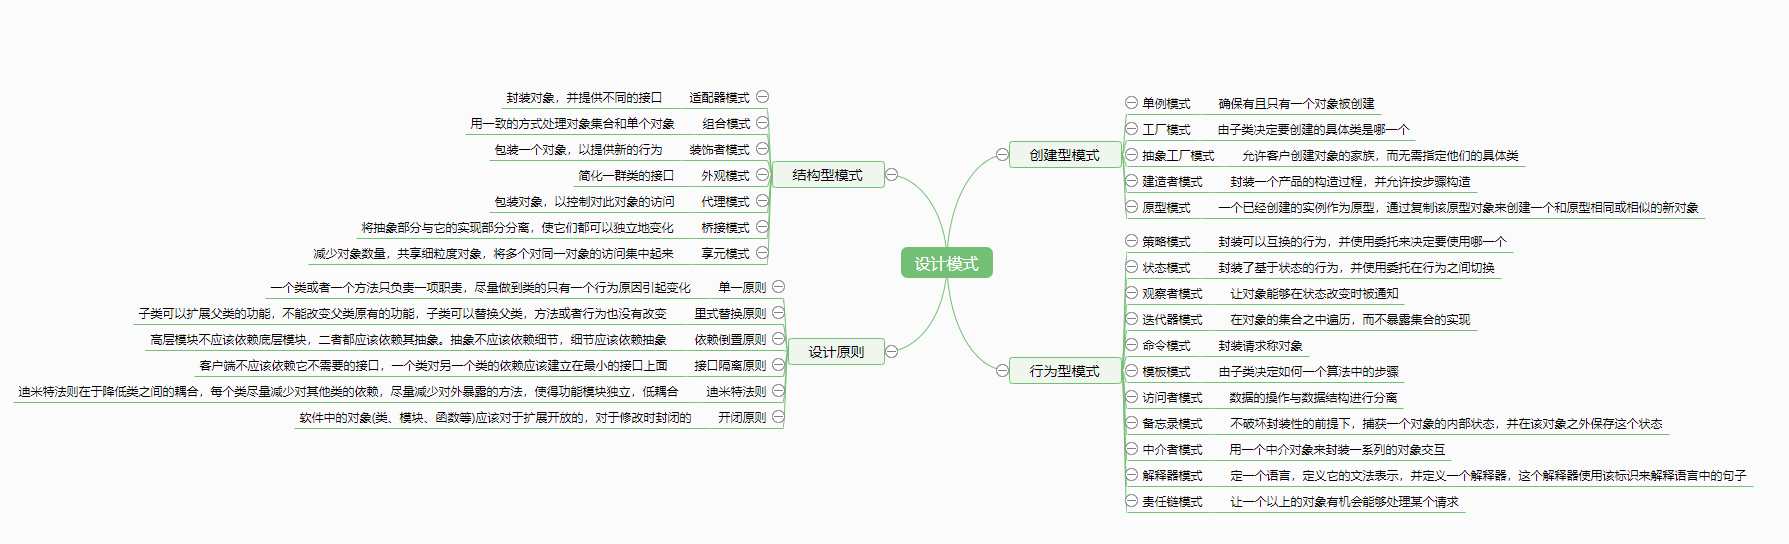 设计模式
结构型模式
适配器模式 封装对象，并提供不同的接口
组合模式 用一致的方式处理对象集合和单个对象
装饰者模式 包装一个对象，以提供新的行为
外观模式 简化一群类的接口
代理模式 包装对象，以控制对此对象的访问
桥接模式 将抽象部分与它的实现部分分离，使它们都可以独立地变化
享元模式 减少对象数量，共享细粒度对象，将多个对同一对象的访问集中起来
设计原则
单一原则 一个类或者一个方法只负责一项职责，尽量做到类的只有一个行为原因引起变化
里式替换原则 子类可以扩展父类的功能，不能改变父类原有的功能，子类可以替换父类，方法或者行为也没有改变
依赖倒置原则 高层模块不应该依赖底层模块，二者都应该依赖其抽象。抽象不应该依赖细节，细节应该依赖抽象
接口隔离原则 客户端不应该依赖它不需要的接口，一个类对另一个类的依赖应该建立在最小的接口上面
迪米特法则 迪米特法则在于降低类之间的耦合，每个类尽量减少对其他类的依赖，尽量减少对外暴露的方法，使得功能模块独立，低耦合
开闭原则 软件中的对象(类、模块、函数等)应该对于扩展开放的，对于修改时封闭的
创建型模式
单例模式 确保有且只有一个对象被创建
工厂模式 由子类决定要创建的具体类是哪一个
抽象工厂模式 允许客户创建对象的家族，而无需指定他们的具体类
建造者模式 封装一个产品的构造过程，并允许按步骤构造
原型模式 一个已经创建的实例作为原型，通过复制该原型对象来创建一个和原型相同或相似的新对象
行为型模式
策略模式 封装可以互换的行为，并使用委托来决定要使用哪一个
状态模式 封装了基于状态的行为，并使用委托在行为之间切换
观察者模式 让对象能够在状态改变时被通知
迭代器模式 在对象的集合之中遍历，而不暴露集合的实现
命令模式 封装请求称对象
模板模式 由子类决定如何一个算法中的步骤
访问者模式 数据的操作与数据结构进行分离
备忘录模式 不破坏封装性的前提下，捕获一个对象的内部状态，并在该对象之外保存这个状态
中介者模式 用一个中介对象来封装一系列的对象交互
解释器模式 定一个语言，定义它的文法表示，并定义一个解释器，这个解释器使用该标识来解释语言中的句子
责任链模式 让一个以上的对象有机会能够处理某个请求